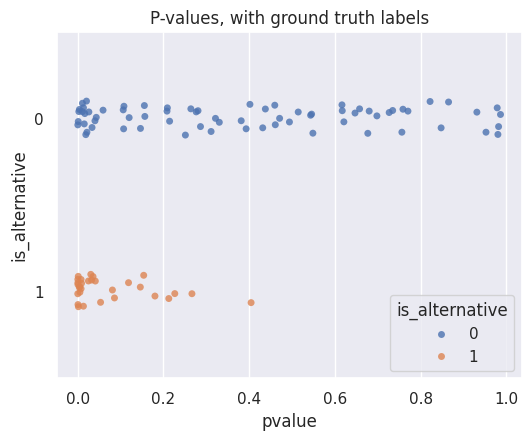 P-values, with ground truth labels
is_alternative
0
1
is_alternative
0
1
0.0 0.2 0.4 0.6 0.8 1.0
pvalue